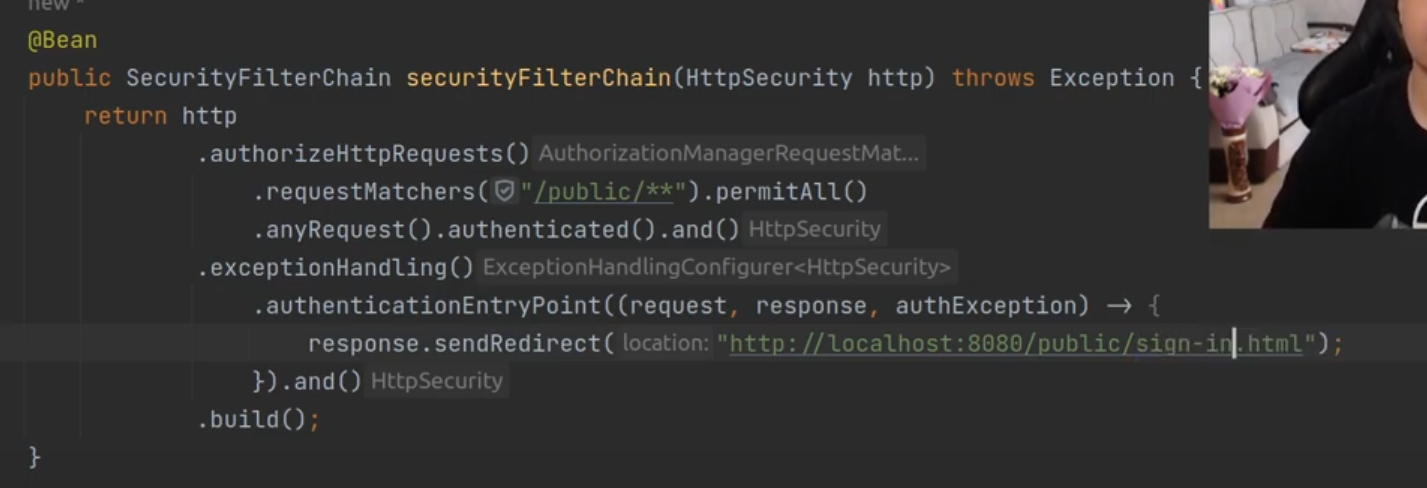 new *
@Bean
public SecurityFilterChain securityFilterChain(HttpSecurity http) throws Exception {
return http
.authorizeHttpRequests() AuthorizationManagerRequestMat...
.requestMatchers("/public/**").permitAll()
.anyRequest().authenticated().and() HttpSecurity
.exceptionHandling() ExceptionHandlingConfigurer<HttpSecurity>
.authenticationEntryPoint((request, response, authException) → {
response.sendRedirect( location: "http://localhost:8080/public/sign-in.html");
}).and() HttpSecurity
.build();
}